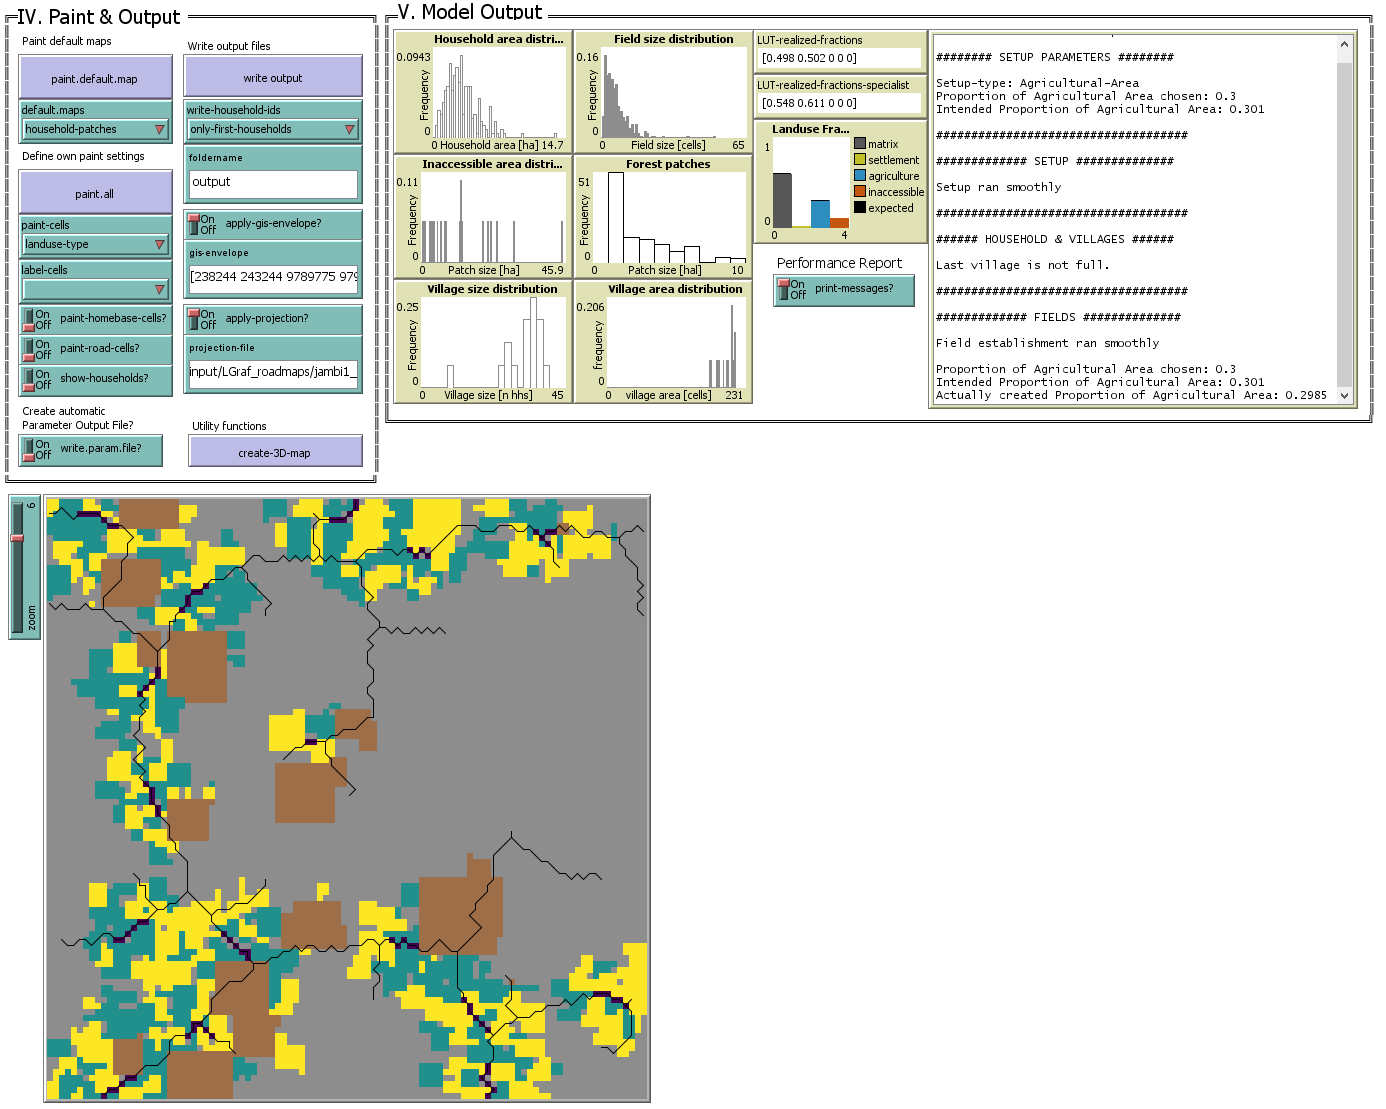 IV. Paint & Output
Paint default maps
paint.default.map
default.maps
household-patches
Define own paint settings
paint.all
paint-cells
landuse-type
label-cells
On
Off
paint-homebase-cells?
On
Off
paint-road-cells?
On
Off
show-households?
Create automatic
Parameter Output File?
On
Off
write.param.file?
Write output files
write output
write-household-ids
only-first-households
foldername
output
On
Off
apply-gis-envelope?
gis-envelope
[238244 243244 9789775 979
On
Off
apply-projection?
projection-file
input/LGraf_roadmaps/jambi1_
Utility functions
create-3D-map
V. Model Output
Household area distri...
0.0943
Frequency
0
0
Household area [ha]
14.7
Field size distribution
0.16
Frequency
0
0
Field size [cells]
65
Inaccessible area distri...
0.11
Frequency
0
0
Patch size [ha]
45.9
Forest patches
51
Frequency
0
0
Patch size [hal]
10
Village size distribution
0.25
Frequency
0
0
Village size [n hhs]
45
Village area distribution
0.206
Frequency
0
0
village area [cells]
231
LUT-realized-fractions
[0.498 0.502 0 0 0]
LUT-realized-fractions-specialist
[0.548 0.611 0 0 0]
Landuse Fra...
1
0
0
4
matrix
settlement
agriculture
inaccessible
expected
Performance Report
On
Off
print-messages?
####### SETUP PARAMETERS #######
Setup-type: Agricultural-Area
Proportion of Agricultural Area chosen: 0.3
Intended Proportion of Agricultural Area: 0.301
#################################
############ SETUP #############
Setup ran smoothly
#################################
###### HOUSEHOLD & VILLAGES ######
Last village is not full.
#################################
############ FIELDS #############
Field establishment ran smoothly
Proportion of Agricultural Area chosen: 0.3
Intended Proportion of Agricultural Area: 0.301
Actually created Proportion of Agricultural Area: 0.2985
6
zoom